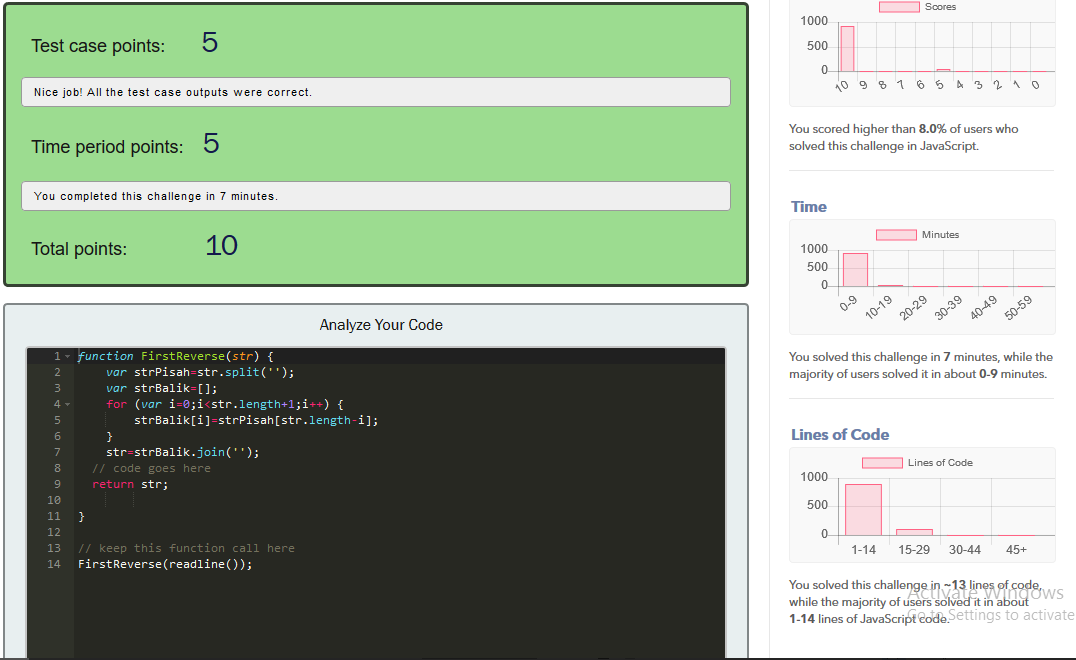 Test case points: 5
Nice job! All the test case outputs were correct.
Time period points: 5
You completed this challenge in 7 minutes.
Total points: 10
Analyze Your Code
1 function FirstReverse(str) {
2 var strPisah=str.split('');
3 var strBalik=[];
4 for (var i=0;i<str.length+1;i++) {
5 strBalik[i]=strPisah[str.length-i];
6 }
7 str=strBalik.join('');
8 // code goes here
9 return str;
10
11 }
12
13 // keep this function call here
14 FirstReverse(readline());
Scores
1000
500
0
10 9 8 7 6 5 4 3 2 1 0
You scored higher than 8.0% of users who
solved this challenge in JavaScript.
Time
Minutes
1000
500
0
0-9 10-19 20-29 30-39 40-49 50-59
You solved this challenge in 7 minutes, while the
majority of users solved it in about 0-9 minutes.
Lines of Code
Lines of Code
1000
500
0
1-14 15-29 30-44 45+
You solved this challenge in ~13 lines of code,
while the majority of users solved it in about
1-14 lines of JavaScript code.
Activate Windows
Go to Settings to activate